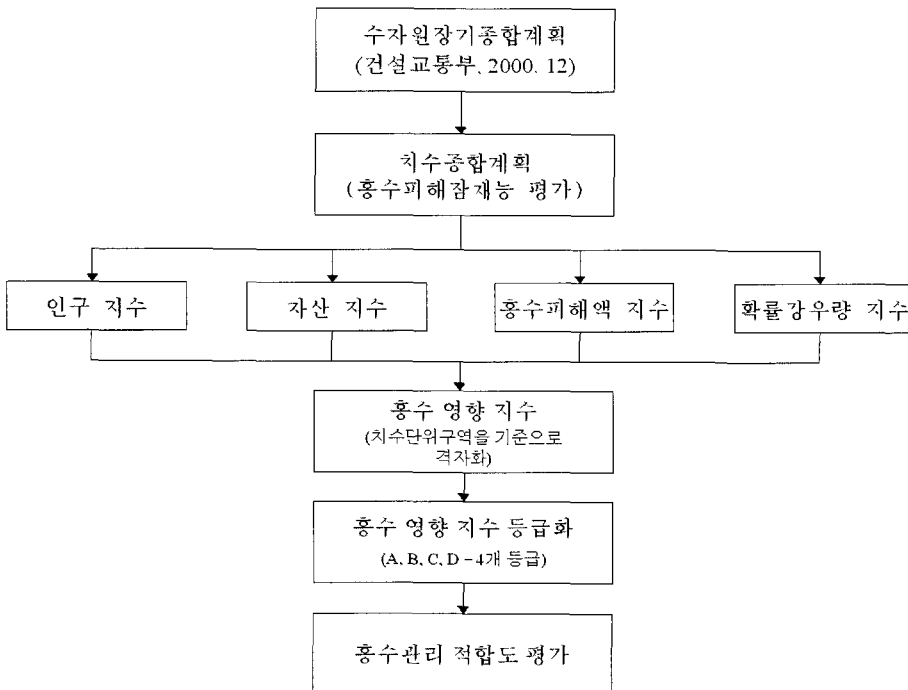 수자원장기종합계획
(건설교통부, 2000. 12)
치수종합계획
(홍수피해잠재능 평가)
인구 지수
자산 지수
홍수피해액 지수
확률강우량 지수
홍수 영향 지수
(치수단위구역을 기준으로
격자화)
홍수 영향 지수 등급화
(A, B, C, D - 4개 등급)
홍수관리 적합도 평가